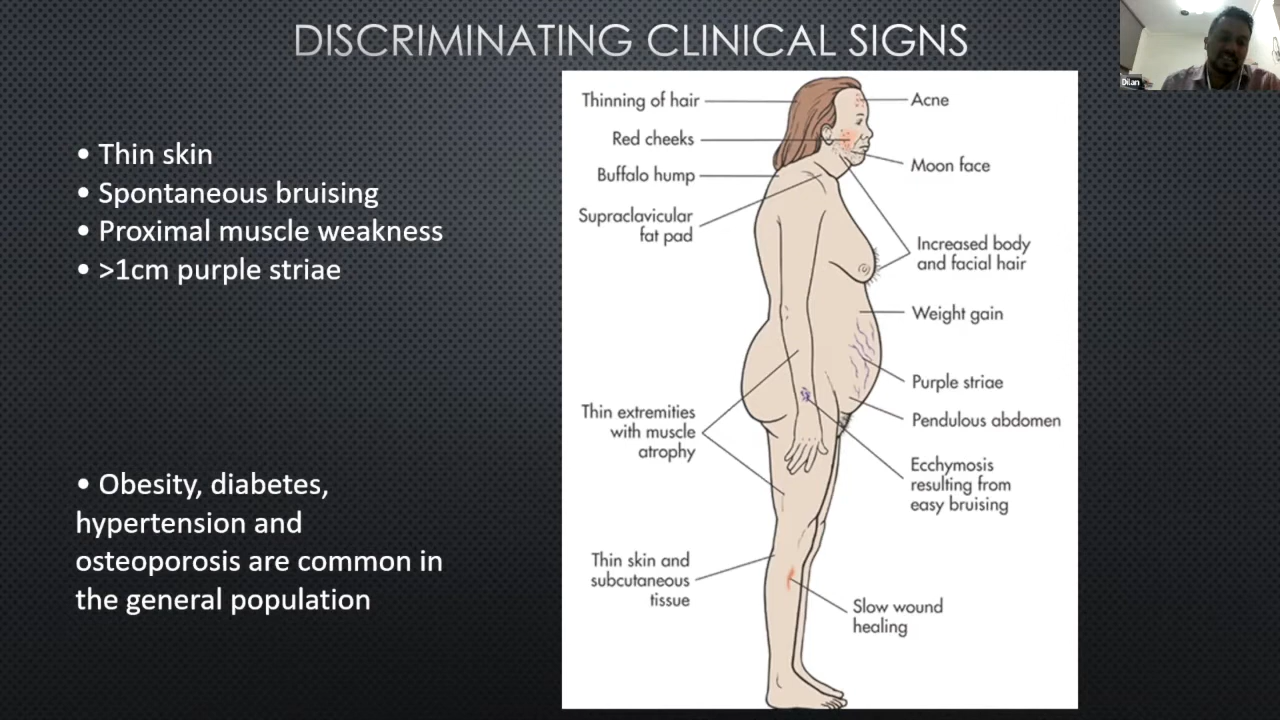 DISCRIMINATING CLINICAL SIGNS
Dilan
• Thin skin
• Spontaneous bruising
• Proximal muscle weakness
• >1cm purple striae
• Obesity, diabetes,
hypertension and
osteoporosis are common in
the general population
Thinning of hair
Red cheeks
Buffalo hump
Supraclavicular
fat pad
Thin extremities
with muscle
atrophy
Thin skin and
subcutaneous
tissue
Acne
Moon face
Increased body
and facial hair
Weight gain
Purple striae
Pendulous abdomen
Ecchymosis
resulting from
easy bruising
Slow wound
healing